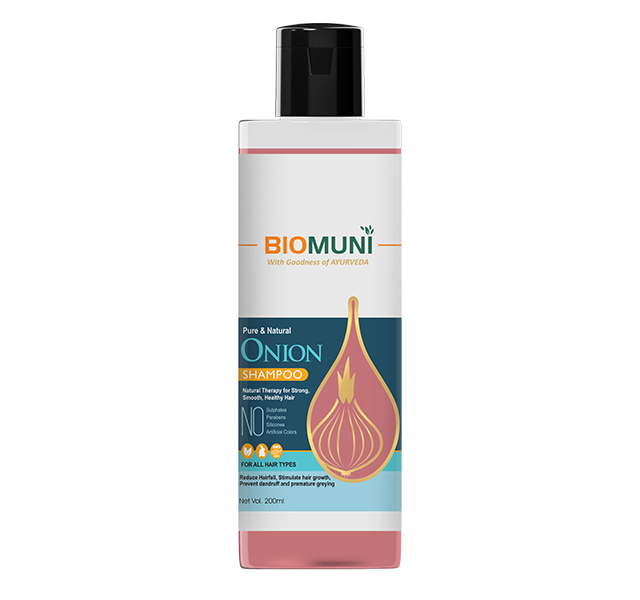 BIOMUNI
With Goodness of AYURVEDA
Pure & Natural
ONION
SHAMPOO
Natural Therapy for Strong,
Smooth, Healthy Hair
NO
Sulphates
Parabens
Silicones
Artificial Colors
FOR ALL HAIR TYPES
Reduce Hairfall, Stimulate hair growth,
Prevent dandruff and premature greying
Net Vol. 200ml